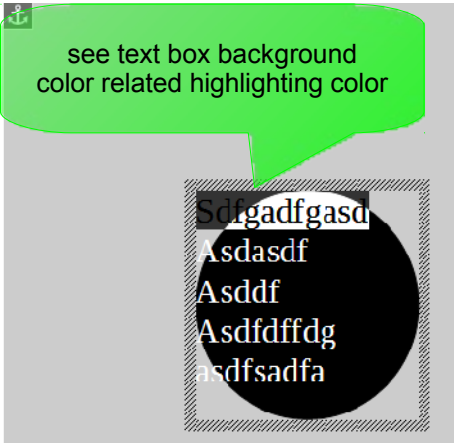 see text box background
color related highlighting color
Sdfgadfgasd
Asdasdf
Asddf
Asdfdffdg
asdfsadfa